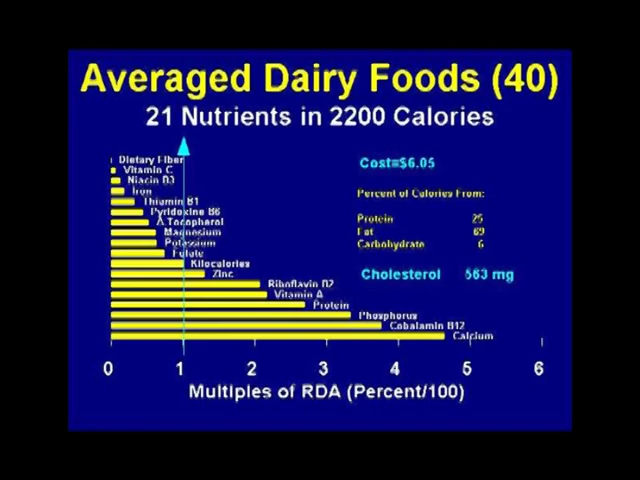 Averaged Dairy Foods (40)
21 Nutrients in 2200 Calories
Cost=$6.05
Percent of Calories From:
Protein 25
Fat 69
Carbohydrate 6
Cholesterol 563 mg
Dietary Fiber
Vitamin C
Niacin B3
Iron
Thiamin B1
Pyridoxine B6
A Tocopherol
Magnesium
Potassium
Folate
Kilocalories
Zinc
Riboflavin B2
Vitamin A
Protein
Phosphorus
Cobalamin B12
Calcium
0 1 2 3 4 5 6
Multiples of RDA (Percent/100)